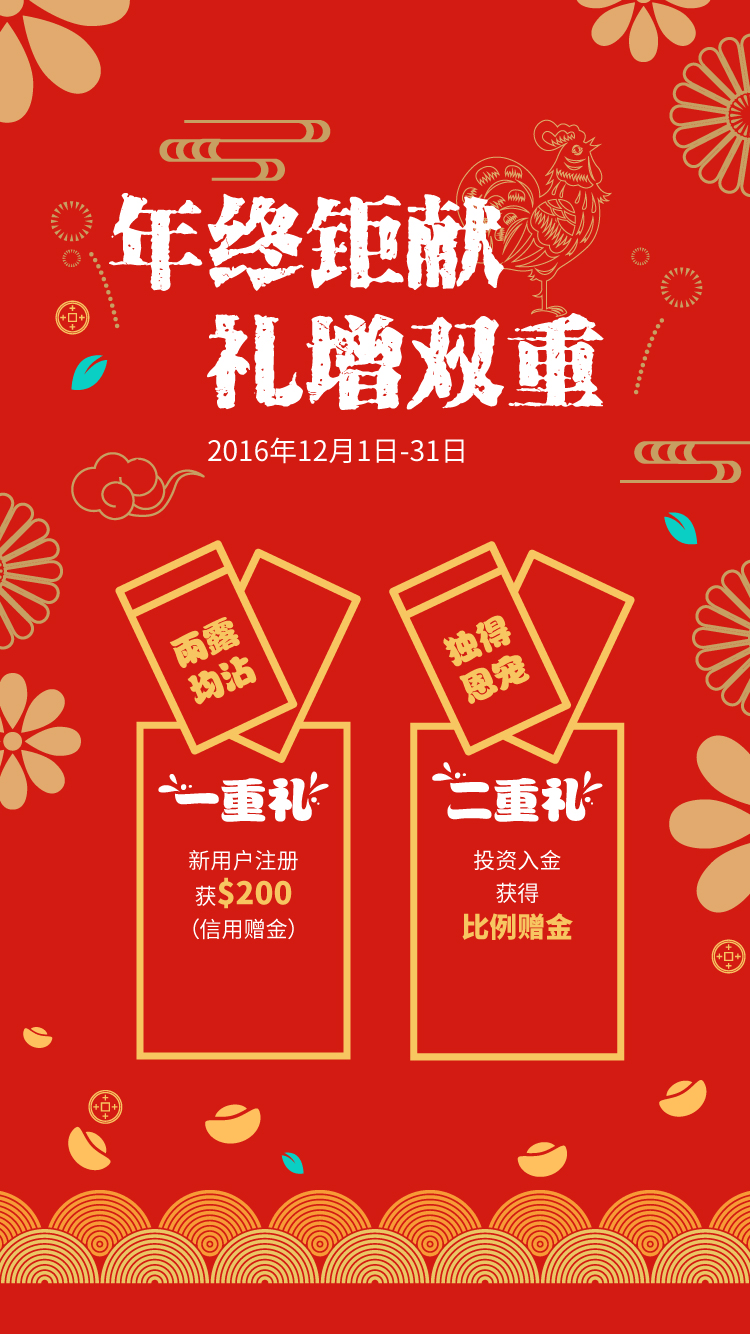 年终钜献
礼增双重
2016年12月1日-31日
雨露
均沾
一重礼
新用户注册
获$200
（信用赠金）
独得
恩宠
二重礼
投资入金
获得
比例赠金